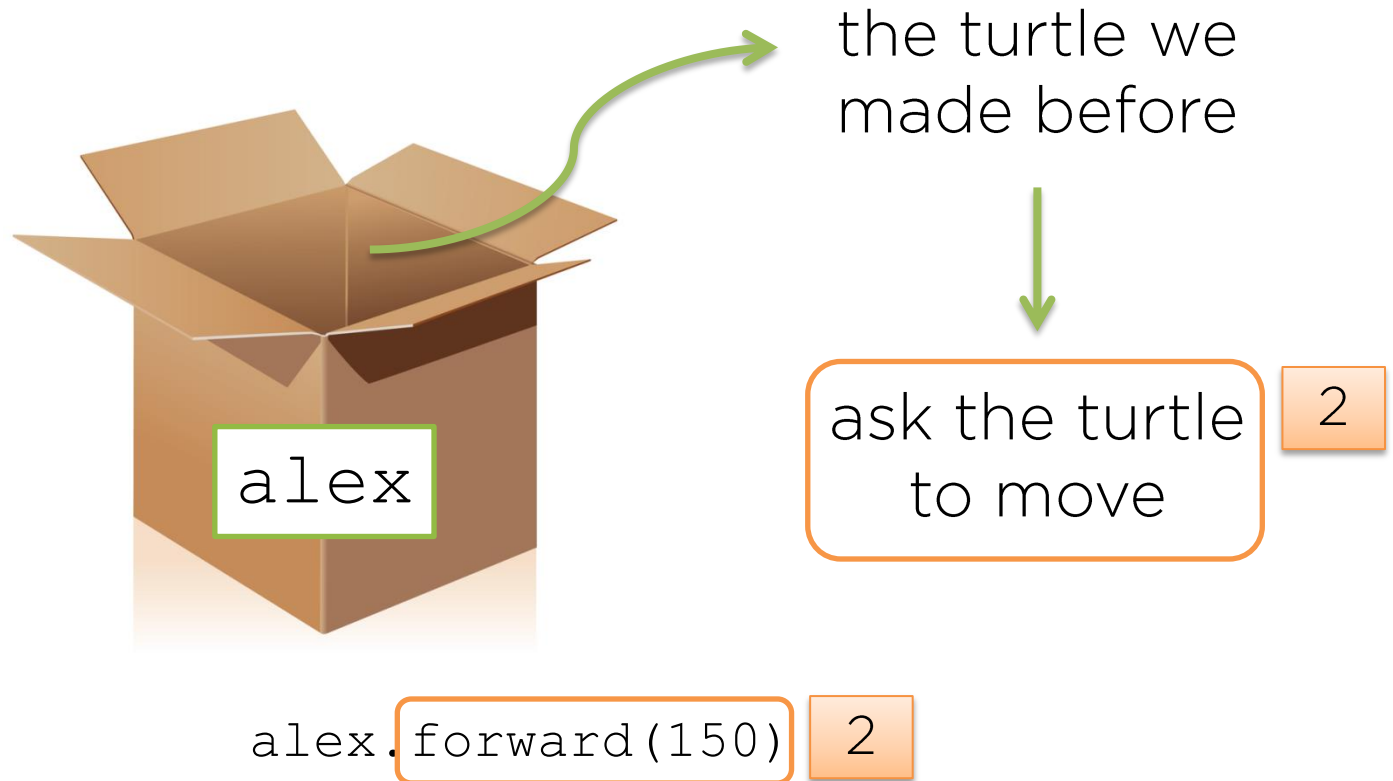 the turtle we
made before
ask the turtle
to move
2
alex
alex.forward(150)
2